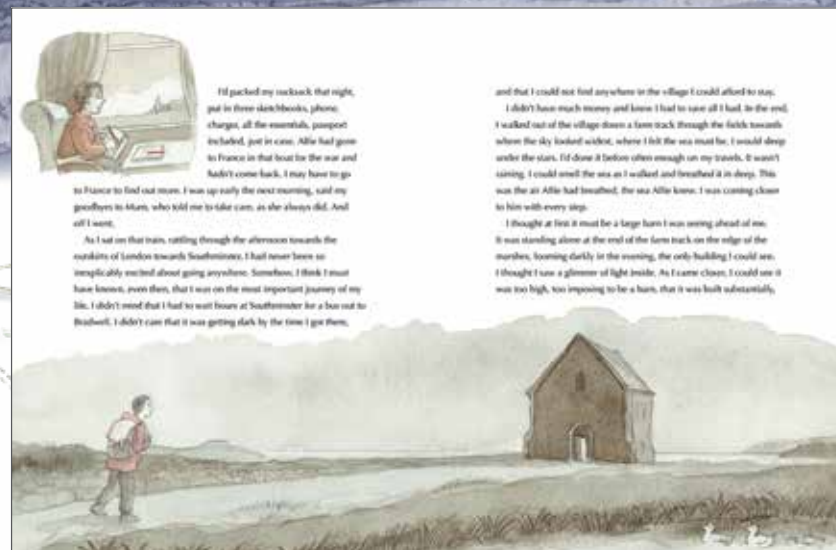 I'd packed my rucksack that night,
put in three sketchbooks, phone
charger, all the essentials, passport
included, just in case. Alfie had gone
to France in that boat for the war and
hadn't come back. I may have to go
to France to find out more. I was up early the next morning, said my
goodbyes to Mum, who told me to take care, as she always did. And
off I went.
As I sat on that train, rattling through the afternoon towards the
outskirts of London towards Southminster, I had never been so
inexplicably excited about going anywhere. Somehow, I think I must
have known, even then, that I was on the most important journey of my
life. I didn't mind that I had to wait hours at Southminster for a bus out to
Bradwell. I didn't care that it was getting dark by the time I got there,
and that I could not find anywhere in the village I could afford to stay.
I didn't have much money and knew I had to save all I had. In the end,
I walked out of the village down a farm track through the fields towards
where the sky looked widest, where I felt the sea must be. I would sleep
under the stars. I'd done it before often enough on my travels. It wasn't
raining. I could smell the sea as I walked and breathed it in deep. This
was the air Alfie had breathed, the sea Alfie knew. I was coming closer
to him with every step.
I thought at first it must be a large barn I was seeing ahead of me.
It was standing alone at the end of the farm track on the edge of the
marshes, looming darkly in the evening, the only building I could see.
I thought I saw a glimmer of light inside. As I came closer, I could see it
was too high, too imposing to be a barn, that it was built substantially,